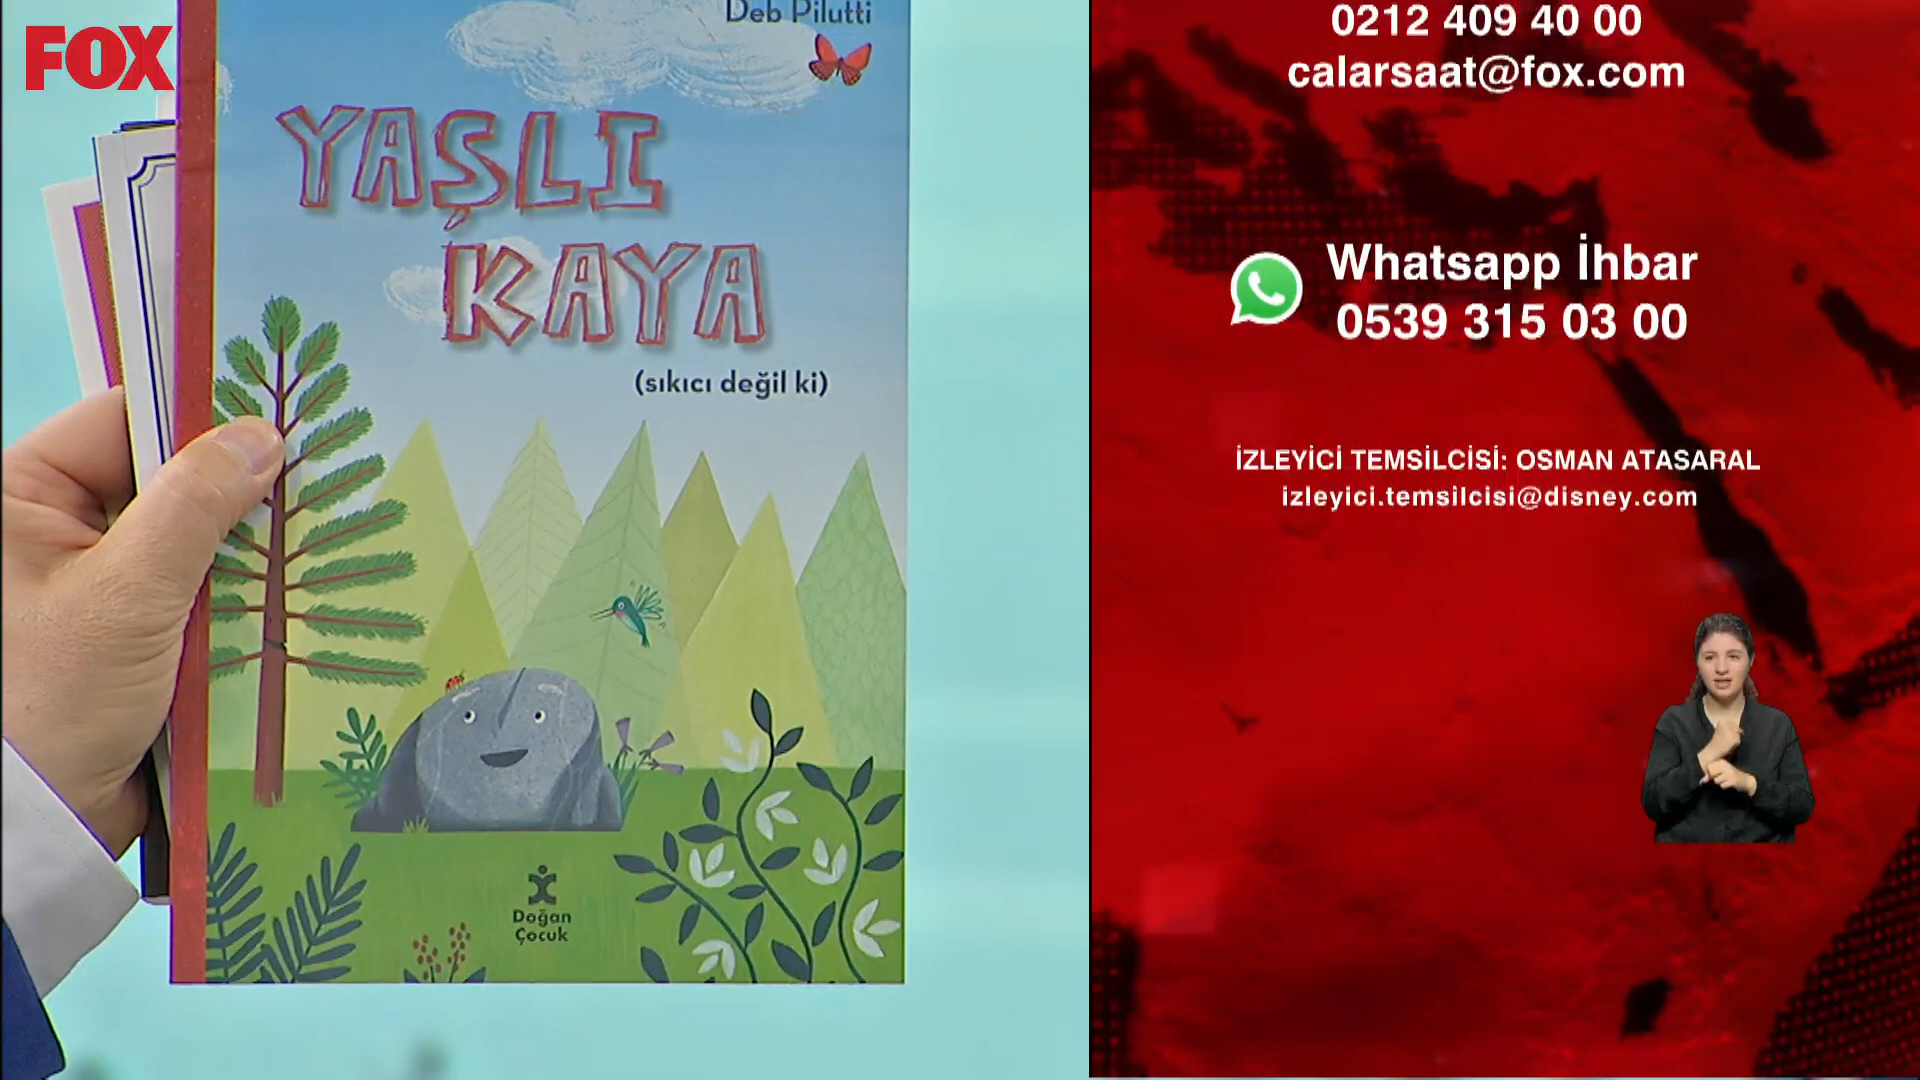 FOX
Deb Pilutti
YAŞLI
KAYA
(sıkıcı değil ki)
Doğan
Çocuk
0212 409 40 00
calarsaat@fox.com
Whatsapp İhbar
0539 315 03 00
İZLEYİCİ TEMSİLCİSİ: OSMAN ATASARAL
izleyici.temsilcisi@disney.com